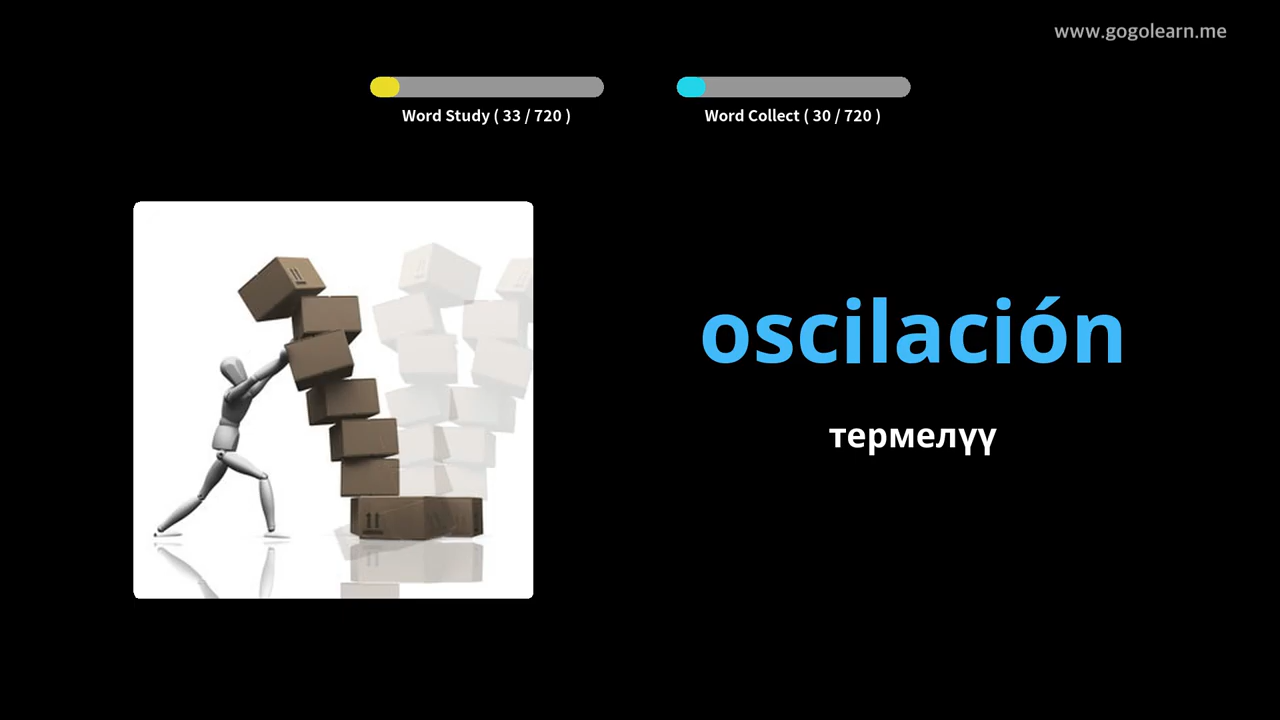 www.gogolearn.me
Word Study ( 33 / 720 )
Word Collect ( 30 / 720 )
oscilación
термелүү